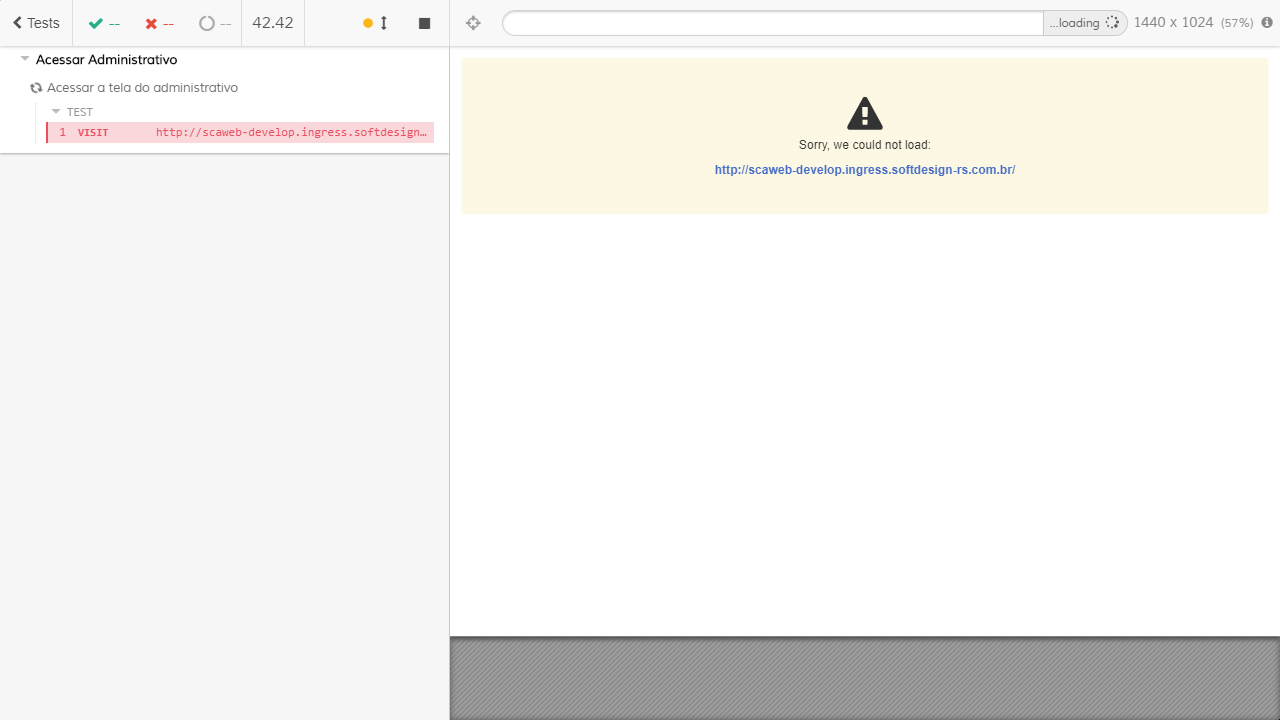 Tests -- -- -- 42.42
...loading 1440 x 1024 (57%)
Acessar Administrativo
Acessar a tela do administrativo
TEST
1 VISIT http://scaweb-develop.ingress.softdesign…
Sorry, we could not load:
http://scaweb-develop.ingress.softdesign-rs.com.br/